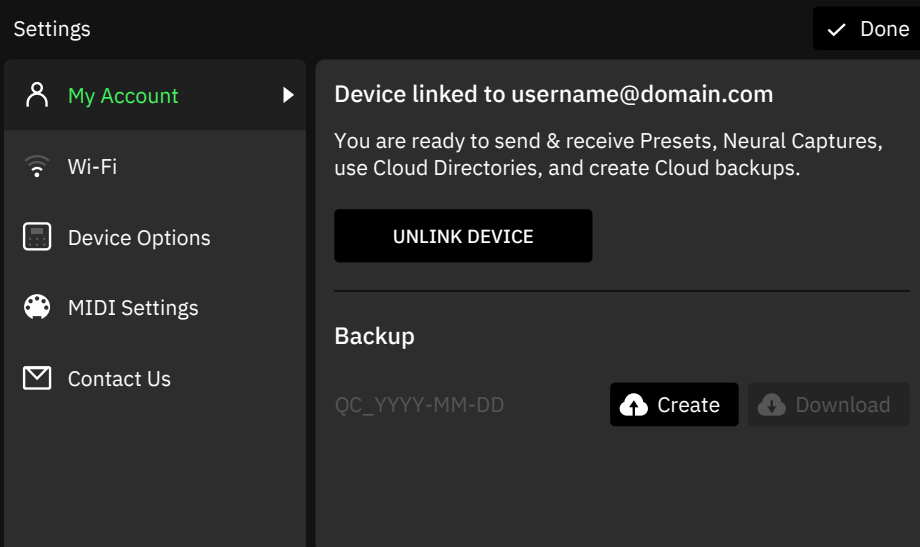 Settings
Done
My Account
Wi-Fi
Device Options
MIDI Settings
Contact Us
Device linked to username@domain.com
You are ready to send & receive Presets, Neural Captures,
use Cloud Directories, and create Cloud backups.
UNLINK DEVICE
Backup
QC_YYYY-MM-DD
Create
Download